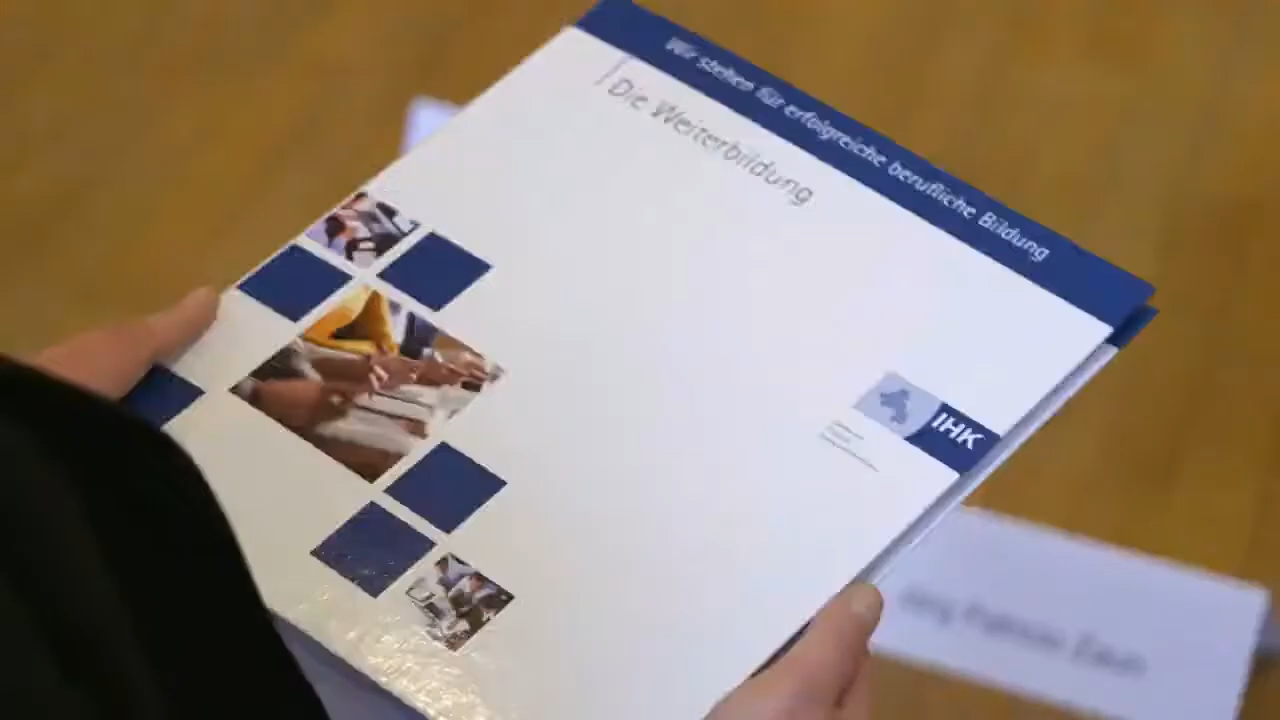 Wir stehen für erfolgreiche berufliche Bildung
Die Weiterbildung
IHK